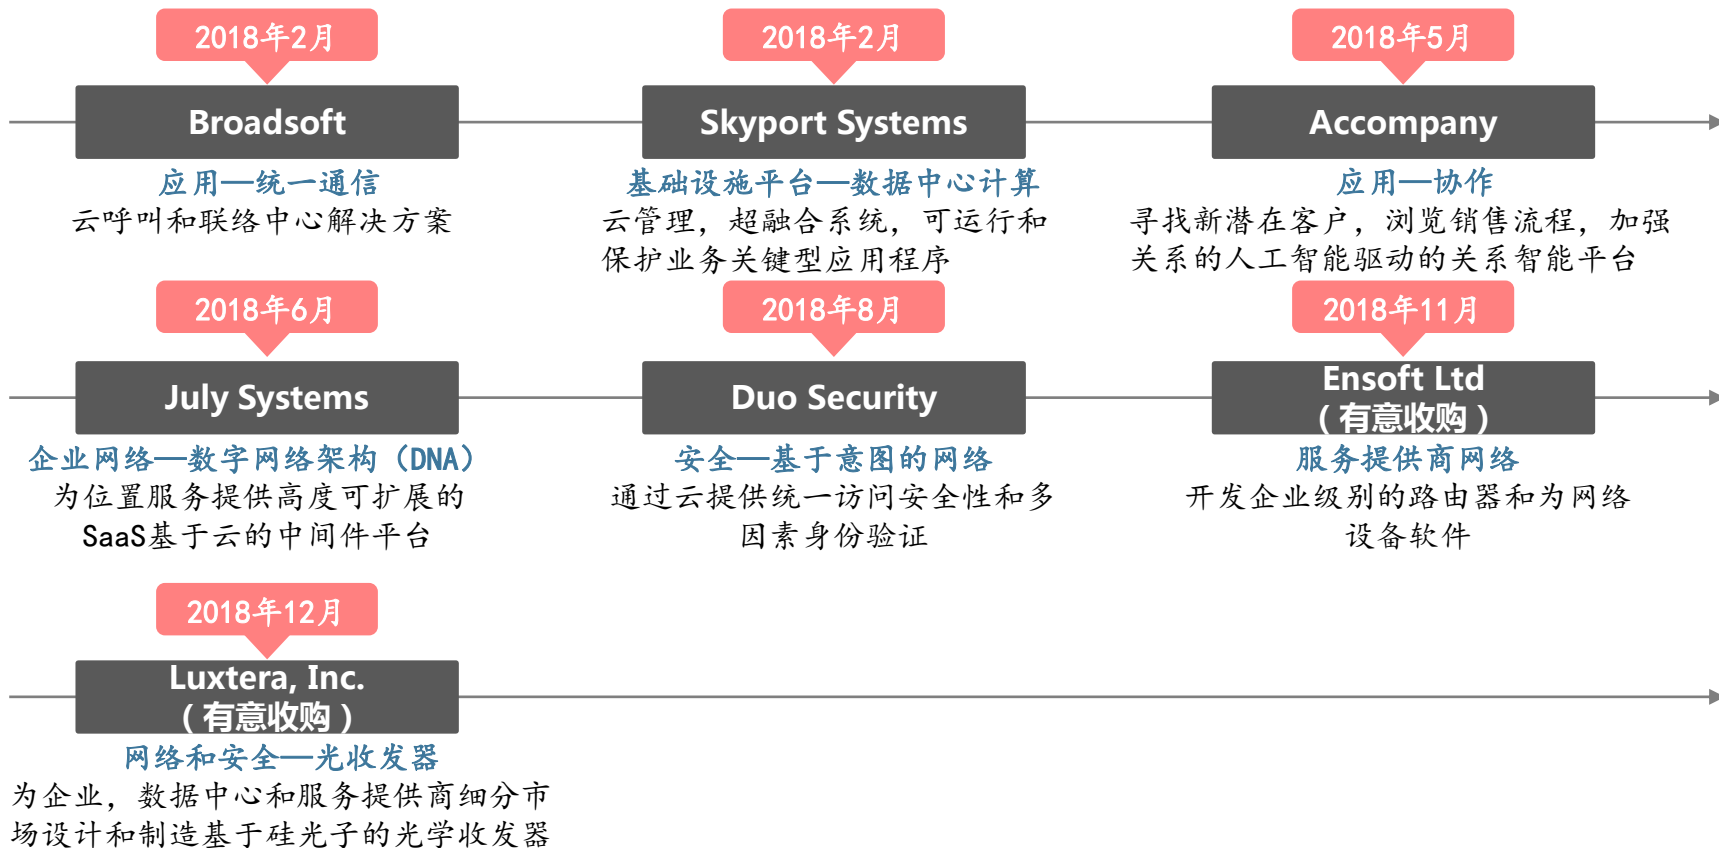 2018年2月
2018年2月
2018年5月
Broadsoft
Skyport Systems
Accompany
应用—统一通信
云呼叫和联络中心解决方案
基础设施平台—数据中心计算
云管理，超融合系统，可运行和
保护业务关键型应用程序
应用—协作
寻找新潜在客户，浏览销售流程，加强
关系的人工智能驱动的关系智能平台
2018年6月
2018年8月
2018年11月
July Systems
Duo Security
Ensoft Ltd
（有意收购）
企业网络—数字网络架构（DNA）
为位置服务提供高度可扩展的
SaaS基于云的中间件平台
安全—基于意图的网络
通过云提供统一访问安全性和多
因素身份验证
服务提供商网络
开发企业级别的路由器和为网络
设备软件
2018年12月
Luxtera, Inc.
（有意收购）
网络和安全—光收发器
为企业，数据中心和服务提供商细分市
场设计和制造基于硅光子的光学收发器